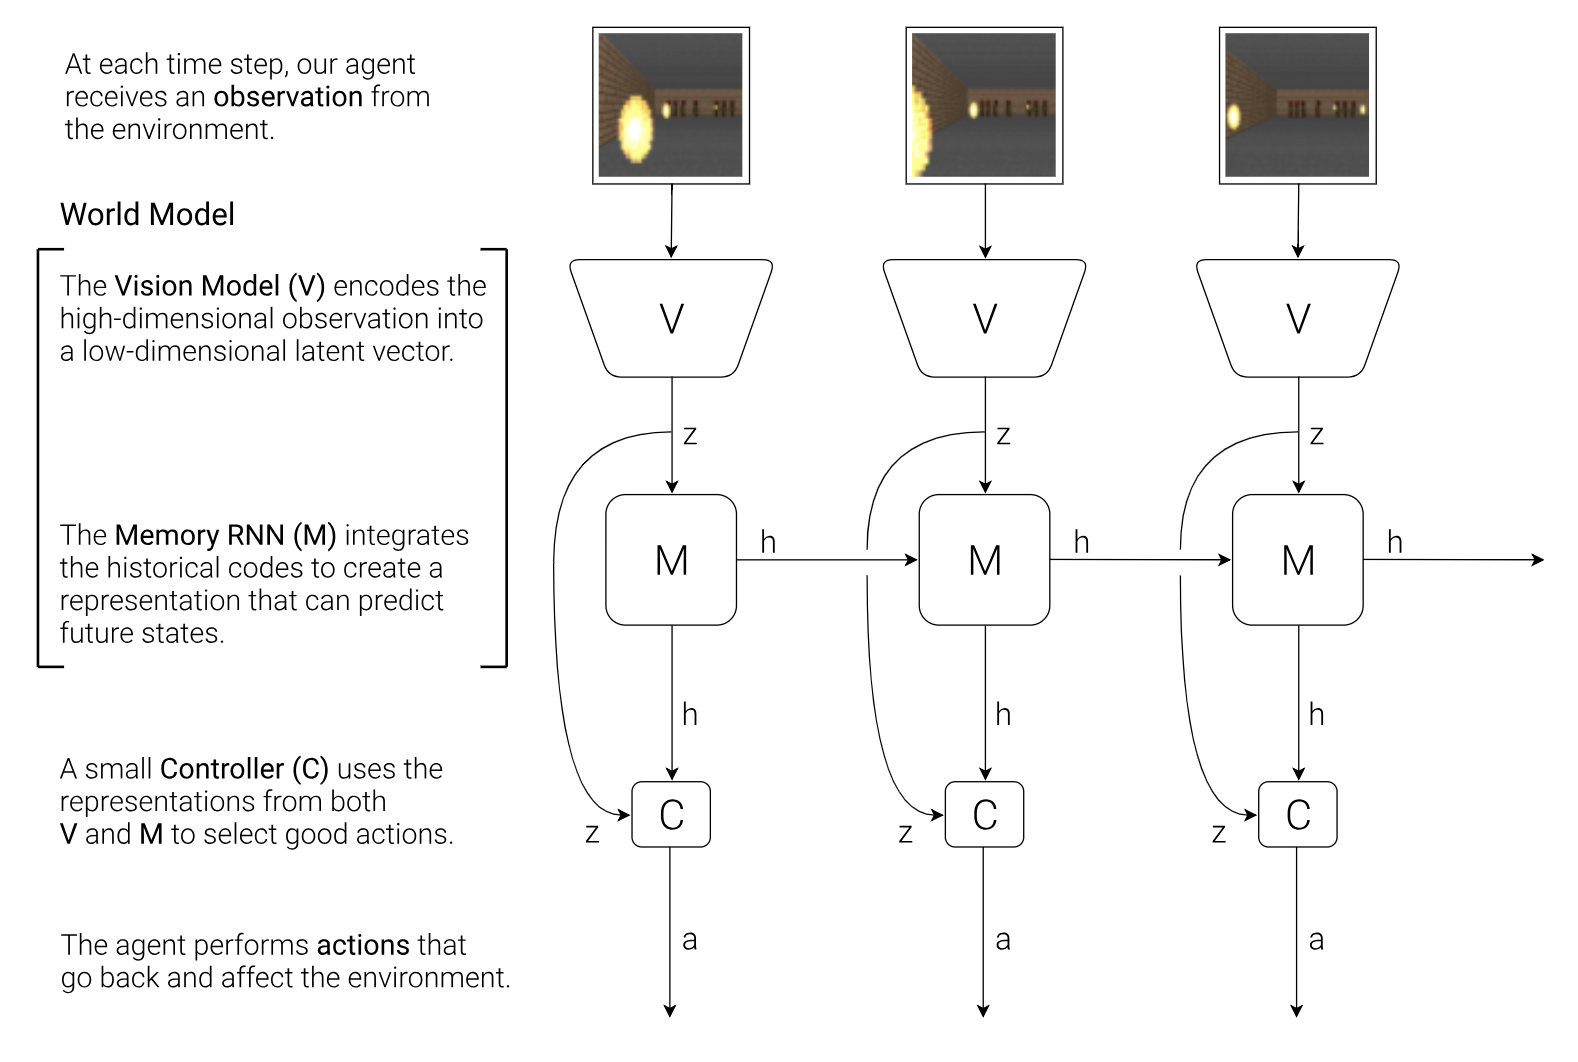 At each time step, our agent
receives an observation from
the environment.
World Model
The Vision Model (V) encodes the
high-dimensional observation into
a low-dimensional latent vector.
The Memory RNN (M) integrates
the historical codes to create a
representation that can predict
future states.
A small Controller (C) uses the
representations from both
V and M to select good actions.
The agent performs actions that
go back and affect the environment.
V
V
V
z
z
z
M
h
M
h
M
h
h
h
h
z
C
z
C
z
C
a
a
a